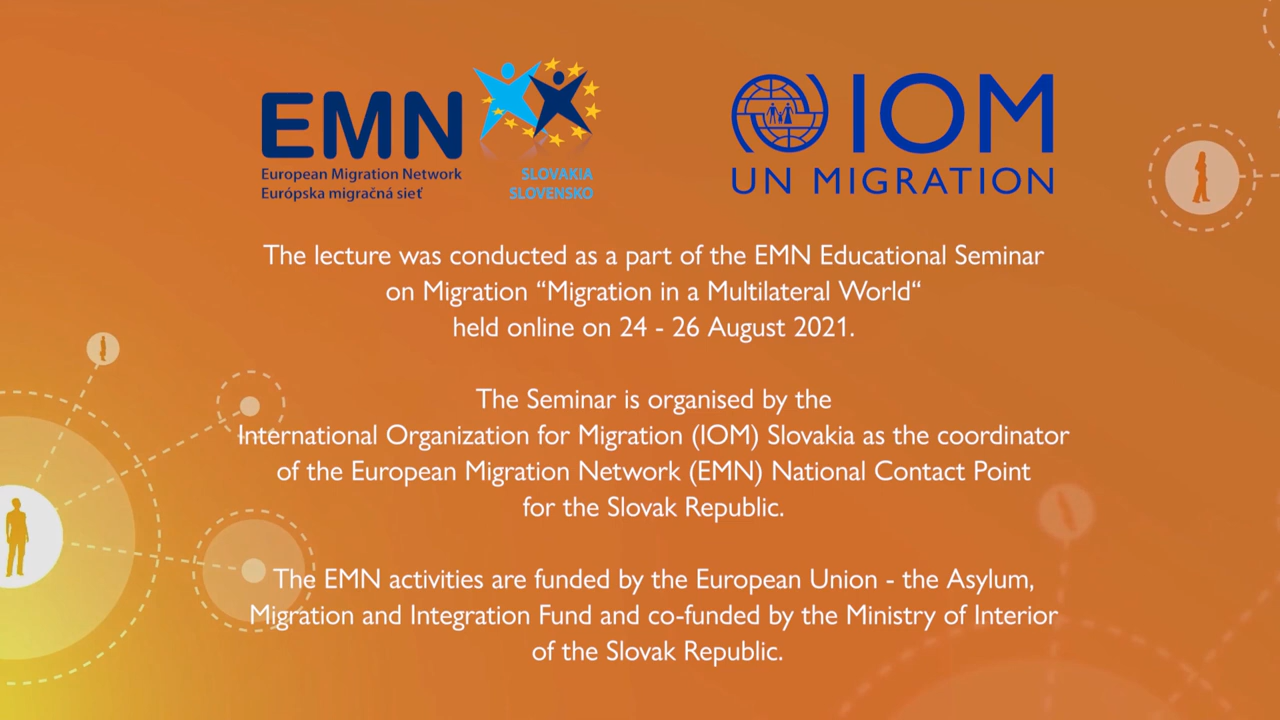 EMN
European Migration Network
Európska migračná sieť
SLOVAKIA
SLOVENSKO
IOM
UN MIGRATION
The lecture was conducted as a part of the EMN Educational Seminar
on Migration “Migration in a Multilateral World“
held online on 24 - 26 August 2021.
The Seminar is organised by the
International Organization for Migration (IOM) Slovakia as the coordinator
of the European Migration Network (EMN) National Contact Point
for the Slovak Republic.
The EMN activities are funded by the European Union - the Asylum,
Migration and Integration Fund and co-funded by the Ministry of Interior
of the Slovak Republic.